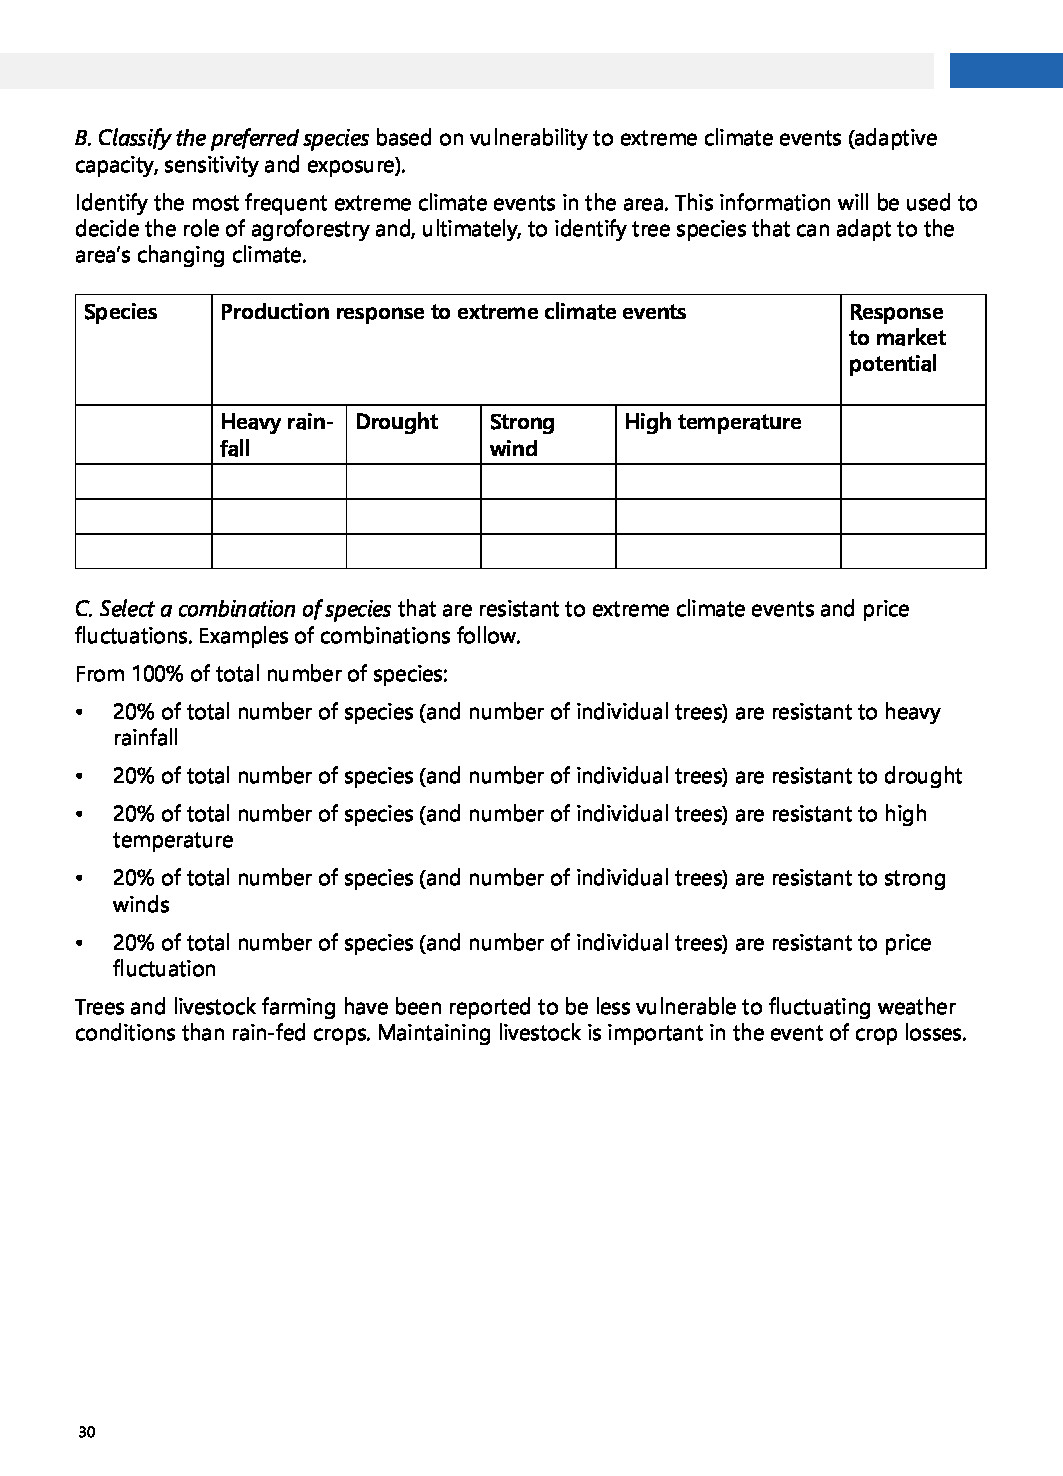 B. Classify the preferred species based on vulnerability to extreme climate events (adaptive
capacity, sensitivity and exposure).
Identify the most frequent extreme climate events in the area. This information will be used to
decide the role of agroforestry and, ultimately, to identify tree species that can adapt to the
area's changing climate.
Species Production response to extreme climate events Response
to market
potential
Heavy rain- Drought Strong High temperature
fall wind
C. Select a combination of species that are resistant to extreme climate events and price
fluctuations. Examples of combinations follow.
From 100% of total number of species:
• 20% of total number of species (and number of individual trees) are resistant to heavy
rainfall
• 20% of total number of species (and number of individual trees) are resistant to drought
• 20% of total number of species (and number of individual trees) are resistant to high
temperature
• 20% of total number of species (and number of individual trees) are resistant to strong
winds
• 20% of total number of species (and number of individual trees) are resistant to price
fluctuation
Trees and livestock farming have been reported to be less vulnerable to fluctuating weather
conditions than rain-fed crops. Maintaining livestock is important in the event of crop losses.
30